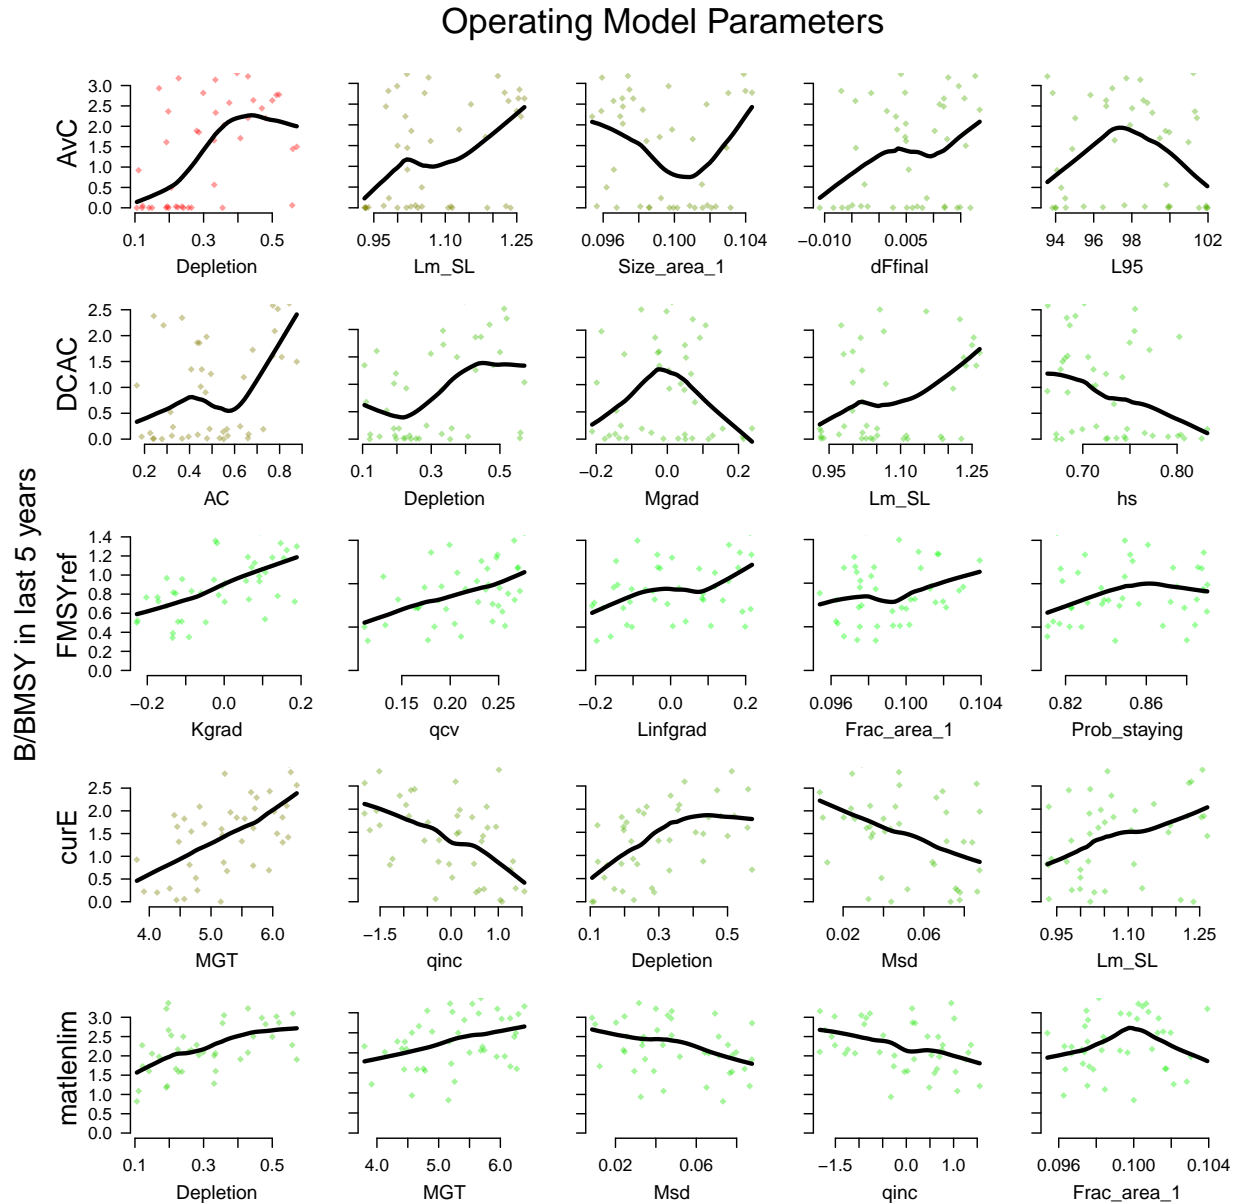 Operating Model Parameters
B/BMSY in last 5 years
AvC
3.0
2.5
2.0
1.5
1.0
0.5
0.0
0.1 0.3 0.5
Depletion
0.95 1.10 1.25
Lm_SL
0.096 0.100 0.104
Size_area_1
−0.010 0.005
dFfinal
94 96 98 102
L95
DCAC
2.5
2.0
1.5
1.0
0.5
0.0
0.2 0.4 0.6 0.8
AC
0.1 0.3 0.5
Depletion
−0.2 0.0 0.2
Mgrad
0.95 1.10 1.25
Lm_SL
0.70 0.80
hs
FMSYref
1.4
1.2
1.0
0.8
0.6
0.4
0.2
0.0
−0.2 0.0 0.2
Kgrad
0.15 0.20 0.25
qcv
−0.2 0.0 0.2
Linfgrad
0.096 0.100 0.104
Frac_area_1
0.82 0.86
Prob_staying
curE
2.5
2.0
1.5
1.0
0.5
0.0
4.0 5.0 6.0
MGT
−1.5 0.0 1.0
qinc
0.1 0.3 0.5
Depletion
0.02 0.06
Msd
0.95 1.10 1.25
Lm_SL
matlenlim
3.0
2.5
2.0
1.5
1.0
0.5
0.0
0.1 0.3 0.5
Depletion
4.0 5.0 6.0
MGT
0.02 0.06
Msd
−1.5 0.0 1.0
qinc
0.096 0.100 0.104
Frac_area_1